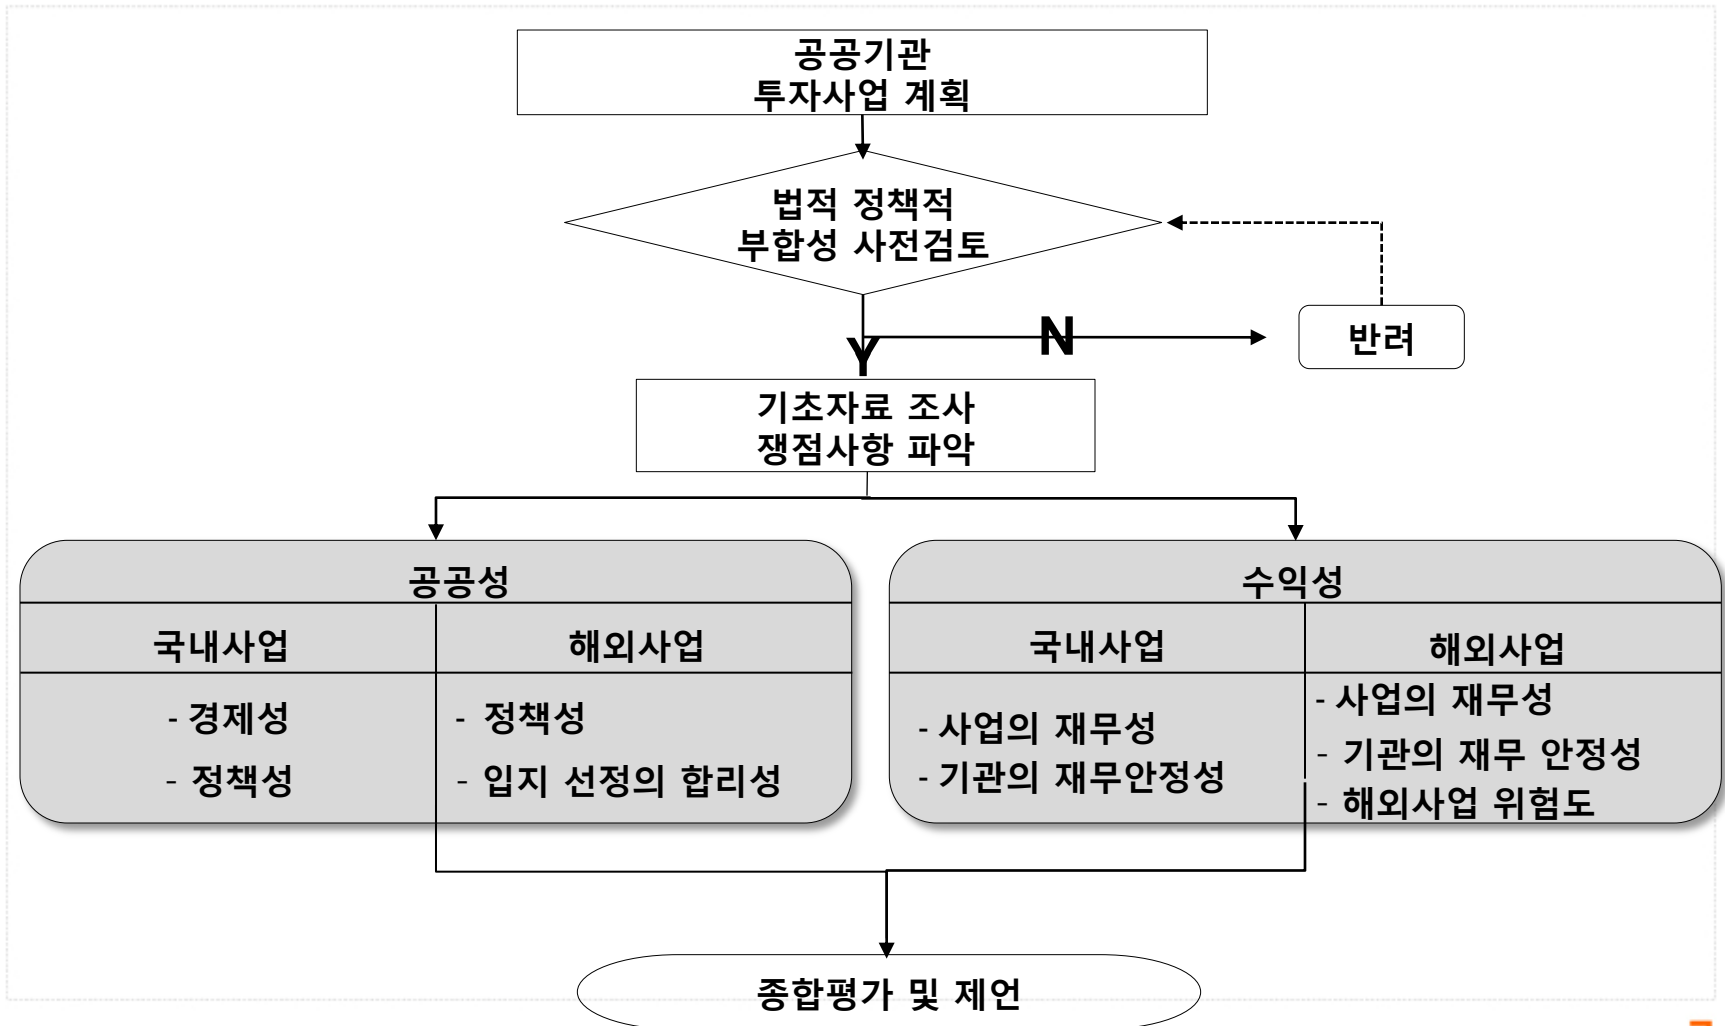 공공기관
투자사업 계획
법적 정책적
부합성 사전검토
N
반려
Y
기초자료 조사
쟁점사항 파악
공공성
국내사업
해외사업
- 경제성
- 정책성
- 정책성
- 입지 선정의 합리성
수익성
국내사업
해외사업
- 사업의 재무성
- 기관의 재무안정성
- 사업의 재무성
- 기관의 재무 안정성
- 해외사업 위험도
종합평가 및 제언